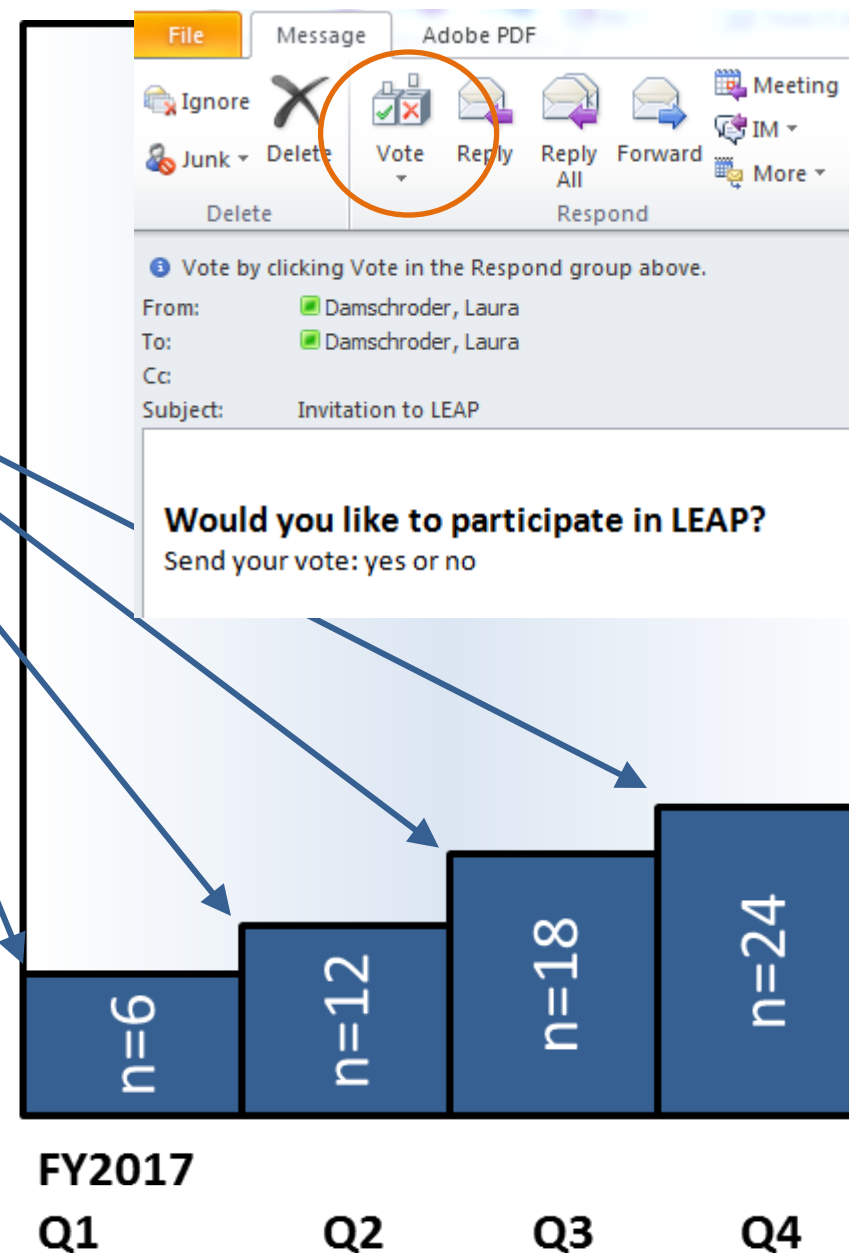 File Message Adobe PDF
Ignore
Junk
Delete
Vote
Reply
Reply All
Forward
Meeting
IM
More
Delete
Respond
Vote by clicking Vote in the Respond group above.
From: Damschroder, Laura
To: Damschroder, Laura
Cc:
Subject: Invitation to LEAP
Would you like to participate in LEAP?
Send your vote: yes or no
n=6
n=12
n=18
n=24
FY2017
Q1 Q2 Q3 Q4